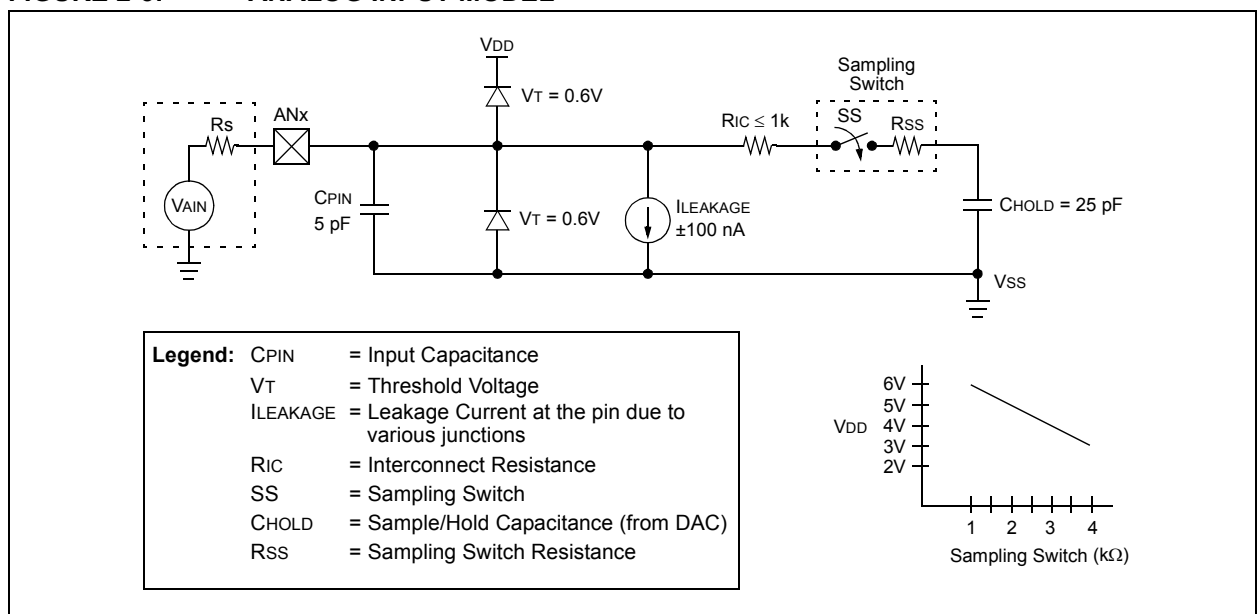 VDD
Sampling
Switch
VT = 0.6V
ANx
Rs
RIC ≤ 1k
SS
RSS
CPIN
5 pF
VAIN
VT = 0.6V
ILEAKAGE
±100 nA
CHOLD = 25 pF
VSS
Legend: CPIN = Input Capacitance
VT = Threshold Voltage
ILEAKAGE = Leakage Current at the pin due to
various junctions
RIC = Interconnect Resistance
SS = Sampling Switch
CHOLD = Sample/Hold Capacitance (from DAC)
RSS = Sampling Switch Resistance
6V
5V
VDD 4V
3V
2V
1 2 3 4
Sampling Switch (kΩ)